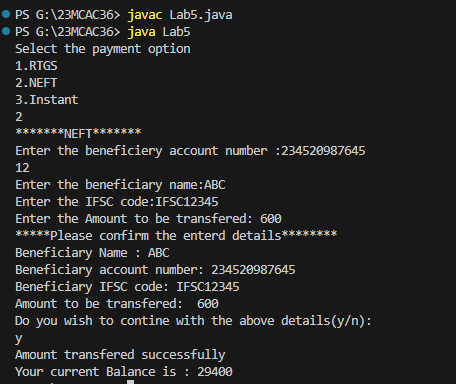 PS G:\23MCAC36> javac Lab5.java
PS G:\23MCAC36> java Lab5
Select the payment option
1.RTGS
2.NEFT
3.Instant
2
*******NEFT*******
Enter the beneficiery account number :234520987645
12
Enter the beneficiary name:ABC
Enter the IFSC code:IFSC12345
Enter the Amount to be transfered: 600
*****Please confirm the enterd details********
Beneficiary Name : ABC
Beneficiary account number: 234520987645
Beneficiary IFSC code: IFSC12345
Amount to be transfered:  600
Do you wish to contine with the above details(y/n):
y
Amount transfered successfully
Your current Balance is : 29400